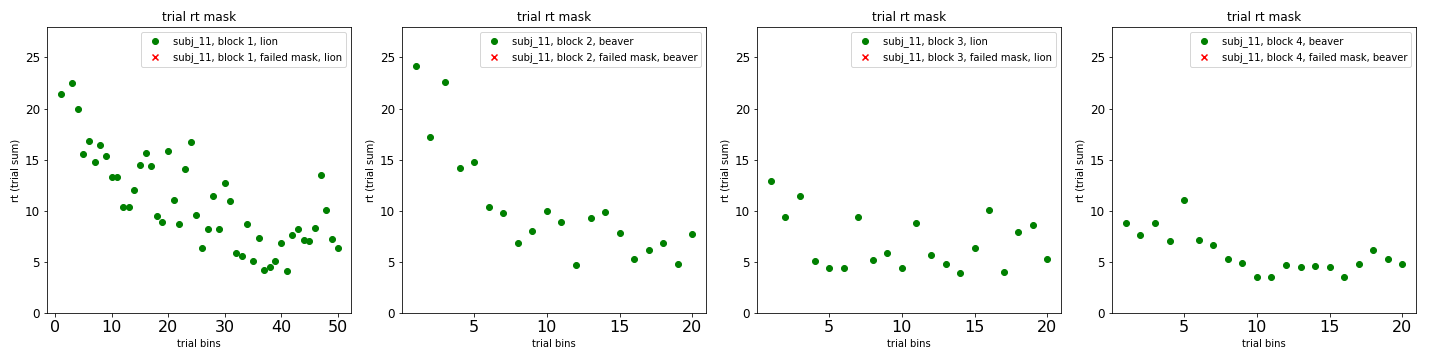 trial rt mask
subj_11, block 1, lion
subj_11, block 1, failed mask, lion
rt (trial sum)
25
20
15
10
5
0
0 10 20 30 40 50
trial bins
trial rt mask
subj_11, block 2, beaver
subj_11, block 2, failed mask, beaver
rt (trial sum)
25
20
15
10
5
0
5 10 15 20
trial bins
trial rt mask
subj_11, block 3, lion
subj_11, block 3, failed mask, lion
rt (trial sum)
25
20
15
10
5
0
5 10 15 20
trial bins
trial rt mask
subj_11, block 4, beaver
subj_11, block 4, failed mask, beaver
rt (trial sum)
25
20
15
10
5
0
5 10 15 20
trial bins